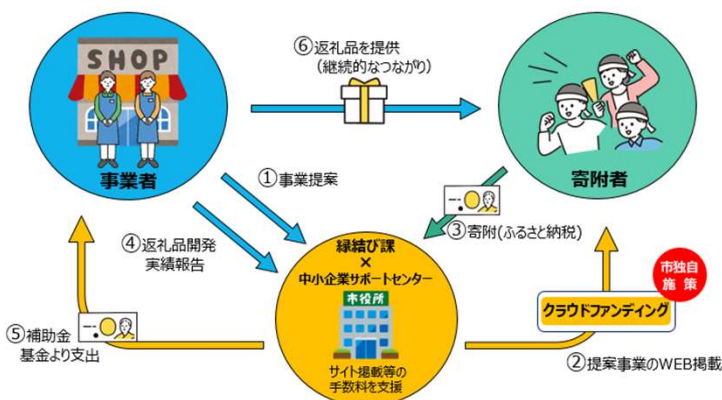 ⑥返礼品を提供
(継続的なつながり)
SHOP
事業者
寄附者
①事業提案
③寄附(ふるさと納税)
④返礼品開発
実績報告
縁結び課
×
中小企業サポートセンター
市役所
サイト掲載等の
手数料を支援
市独自
施 策
クラウドファンディング
⑤補助金
基金より支出
②提案事業のWEB掲載